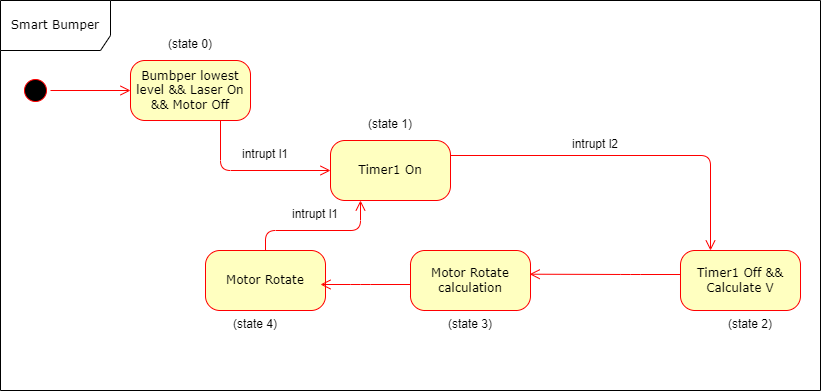 Smart Bumper
(state 0)
Bumbper lowest
level && Laser On
&& Motor Off
(state 1)
intrupt I1
Timer1 On
intrupt I2
intrupt I1
Motor Rotate
(state 4)
Motor Rotate
calculation
(state 3)
Timer1 Off &&
Calculate V
(state 2)